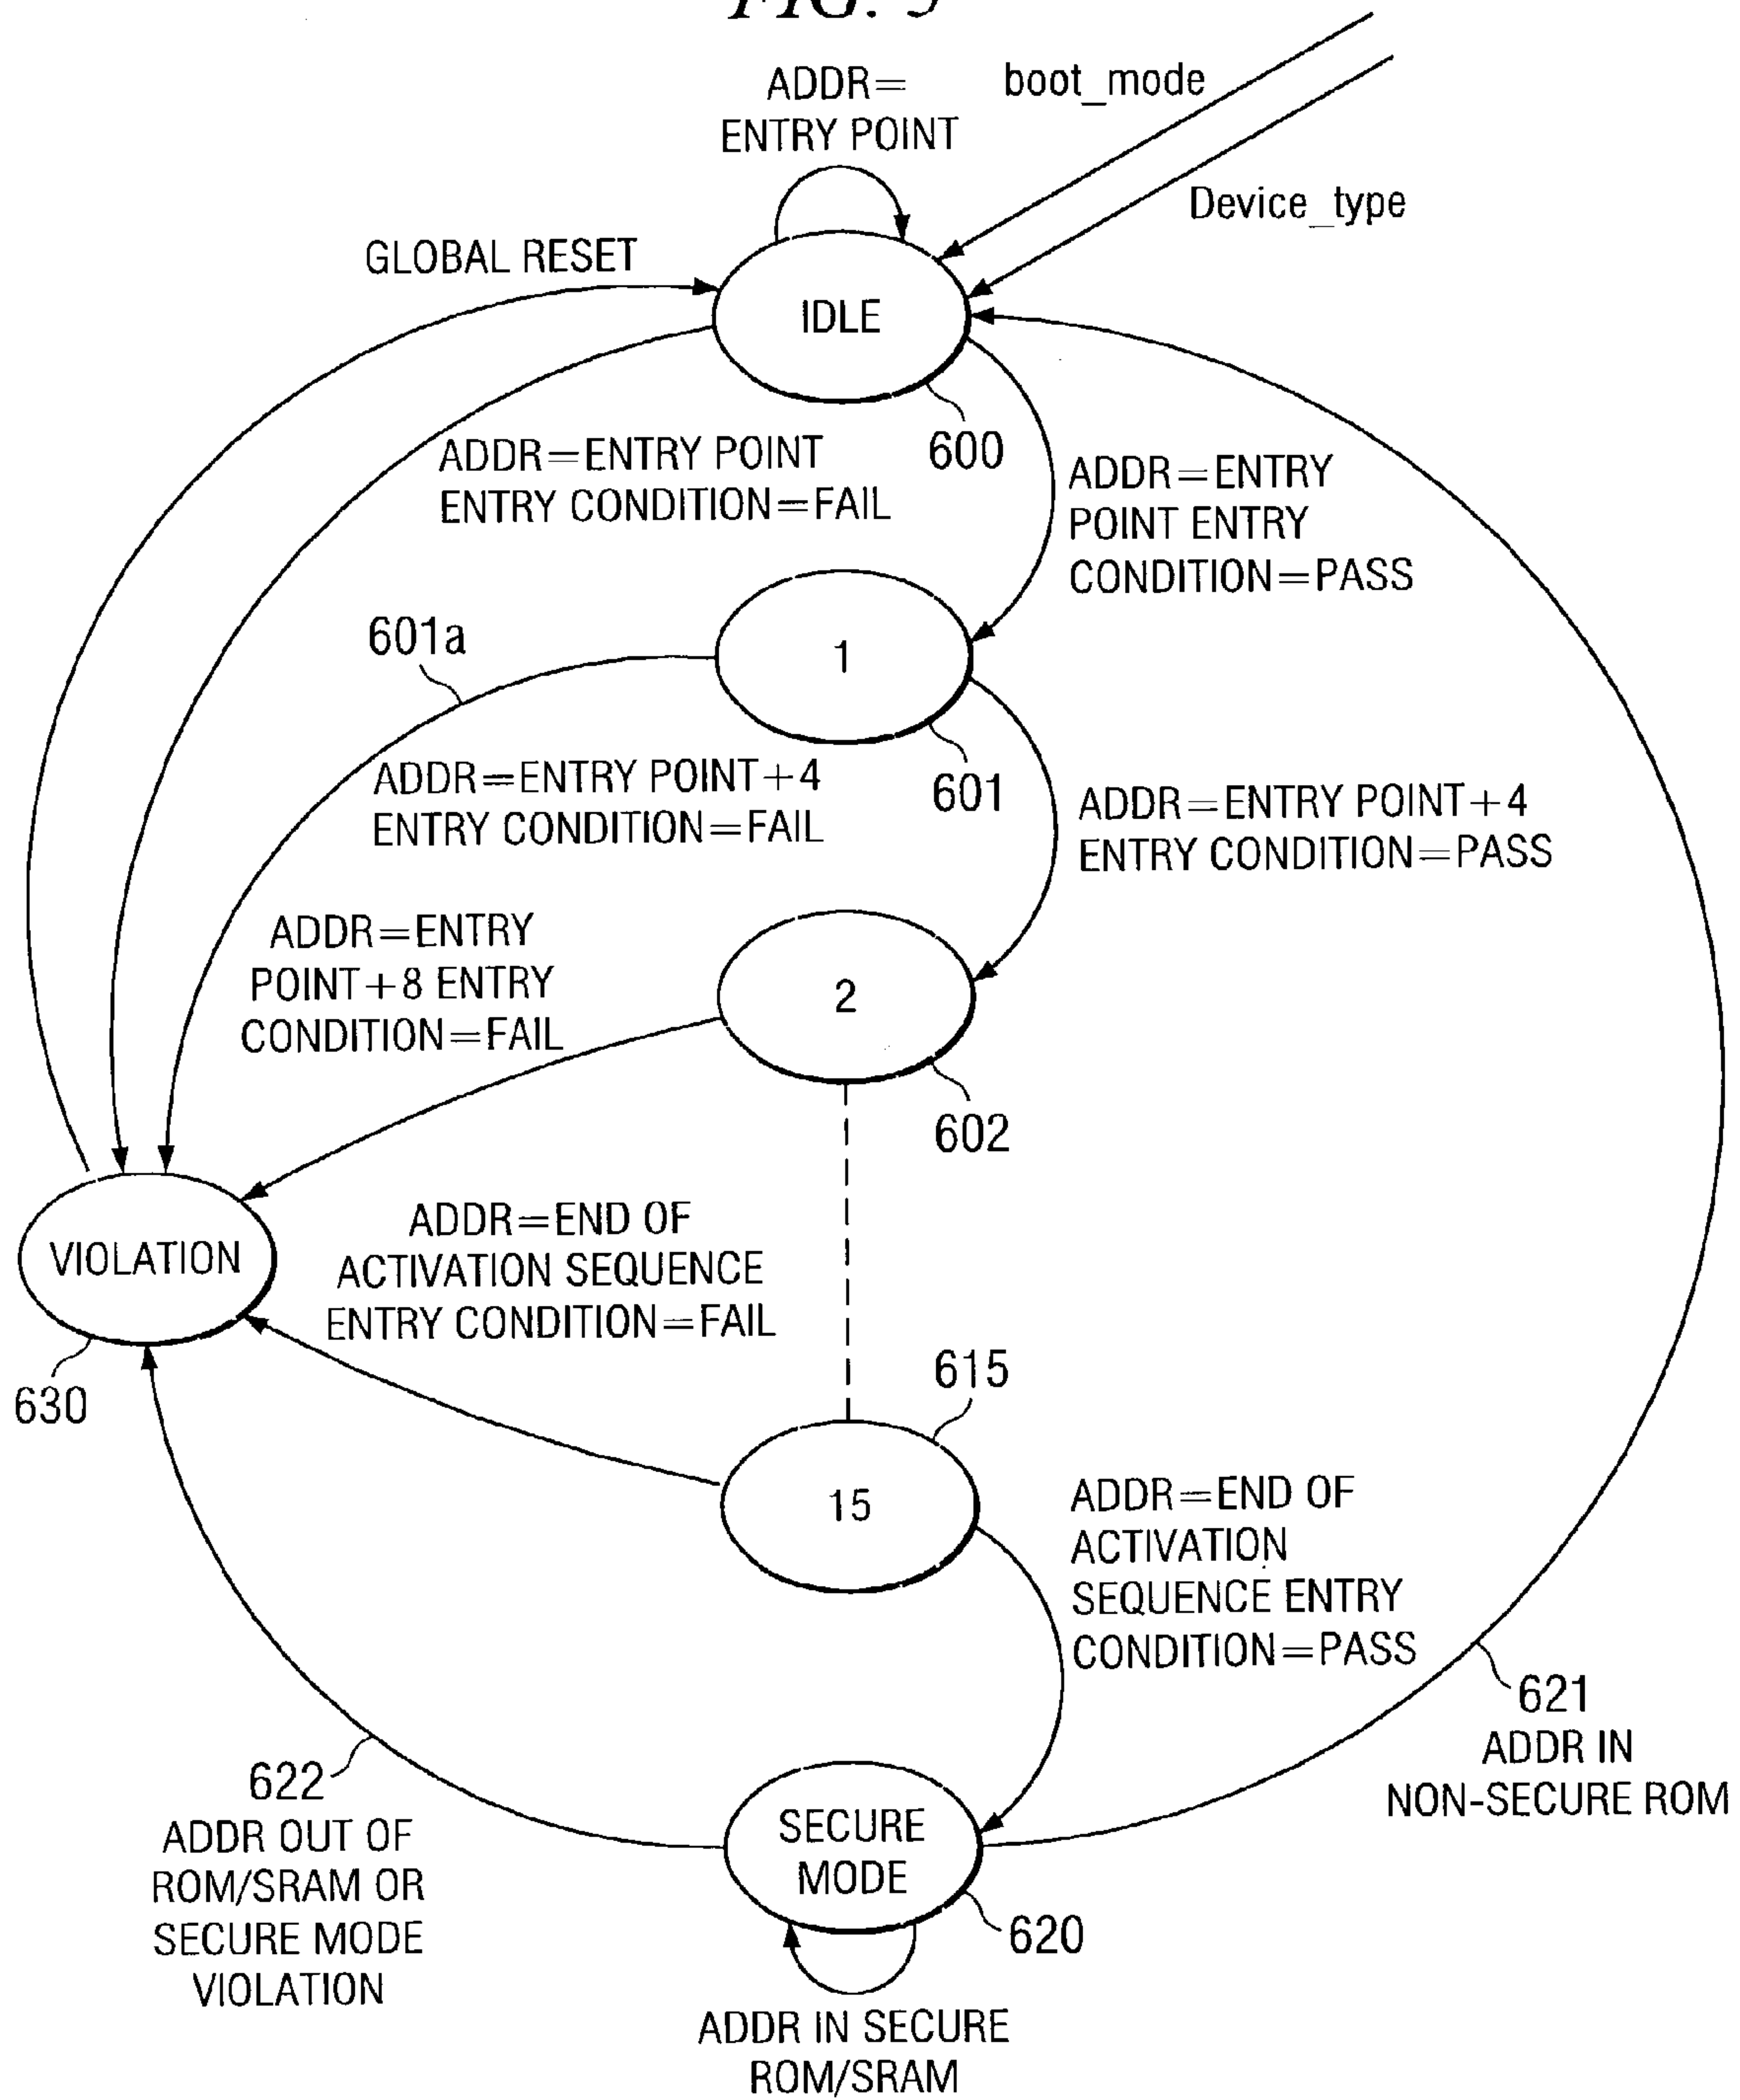 FIG. 5
ADDR=
ENTRY POINT
boot_mode
Device_type
GLOBAL RESET
IDLE
600
ADDR=ENTRY POINT
ENTRY CONDITION=FAIL
ADDR=ENTRY
POINT ENTRY
CONDITION=PASS
601a
1
601
ADDR=ENTRY POINT+4
ENTRY CONDITION=FAIL
ADDR=ENTRY POINT+4
ENTRY CONDITION=PASS
ADDR=ENTRY
POINT+8 ENTRY
CONDITION=FAIL
2
602
VIOLATION
630
ADDR=END OF
ACTIVATION SEQUENCE
ENTRY CONDITION=FAIL
615
15
ADDR=END OF
ACTIVATION
SEQUENCE ENTRY
CONDITION=PASS
621
ADDR IN
NON-SECURE ROM
622
ADDR OUT OF
ROM/SRAM OR
SECURE MODE
VIOLATION
SECURE
MODE
620
ADDR IN SECURE
ROM/SRAM